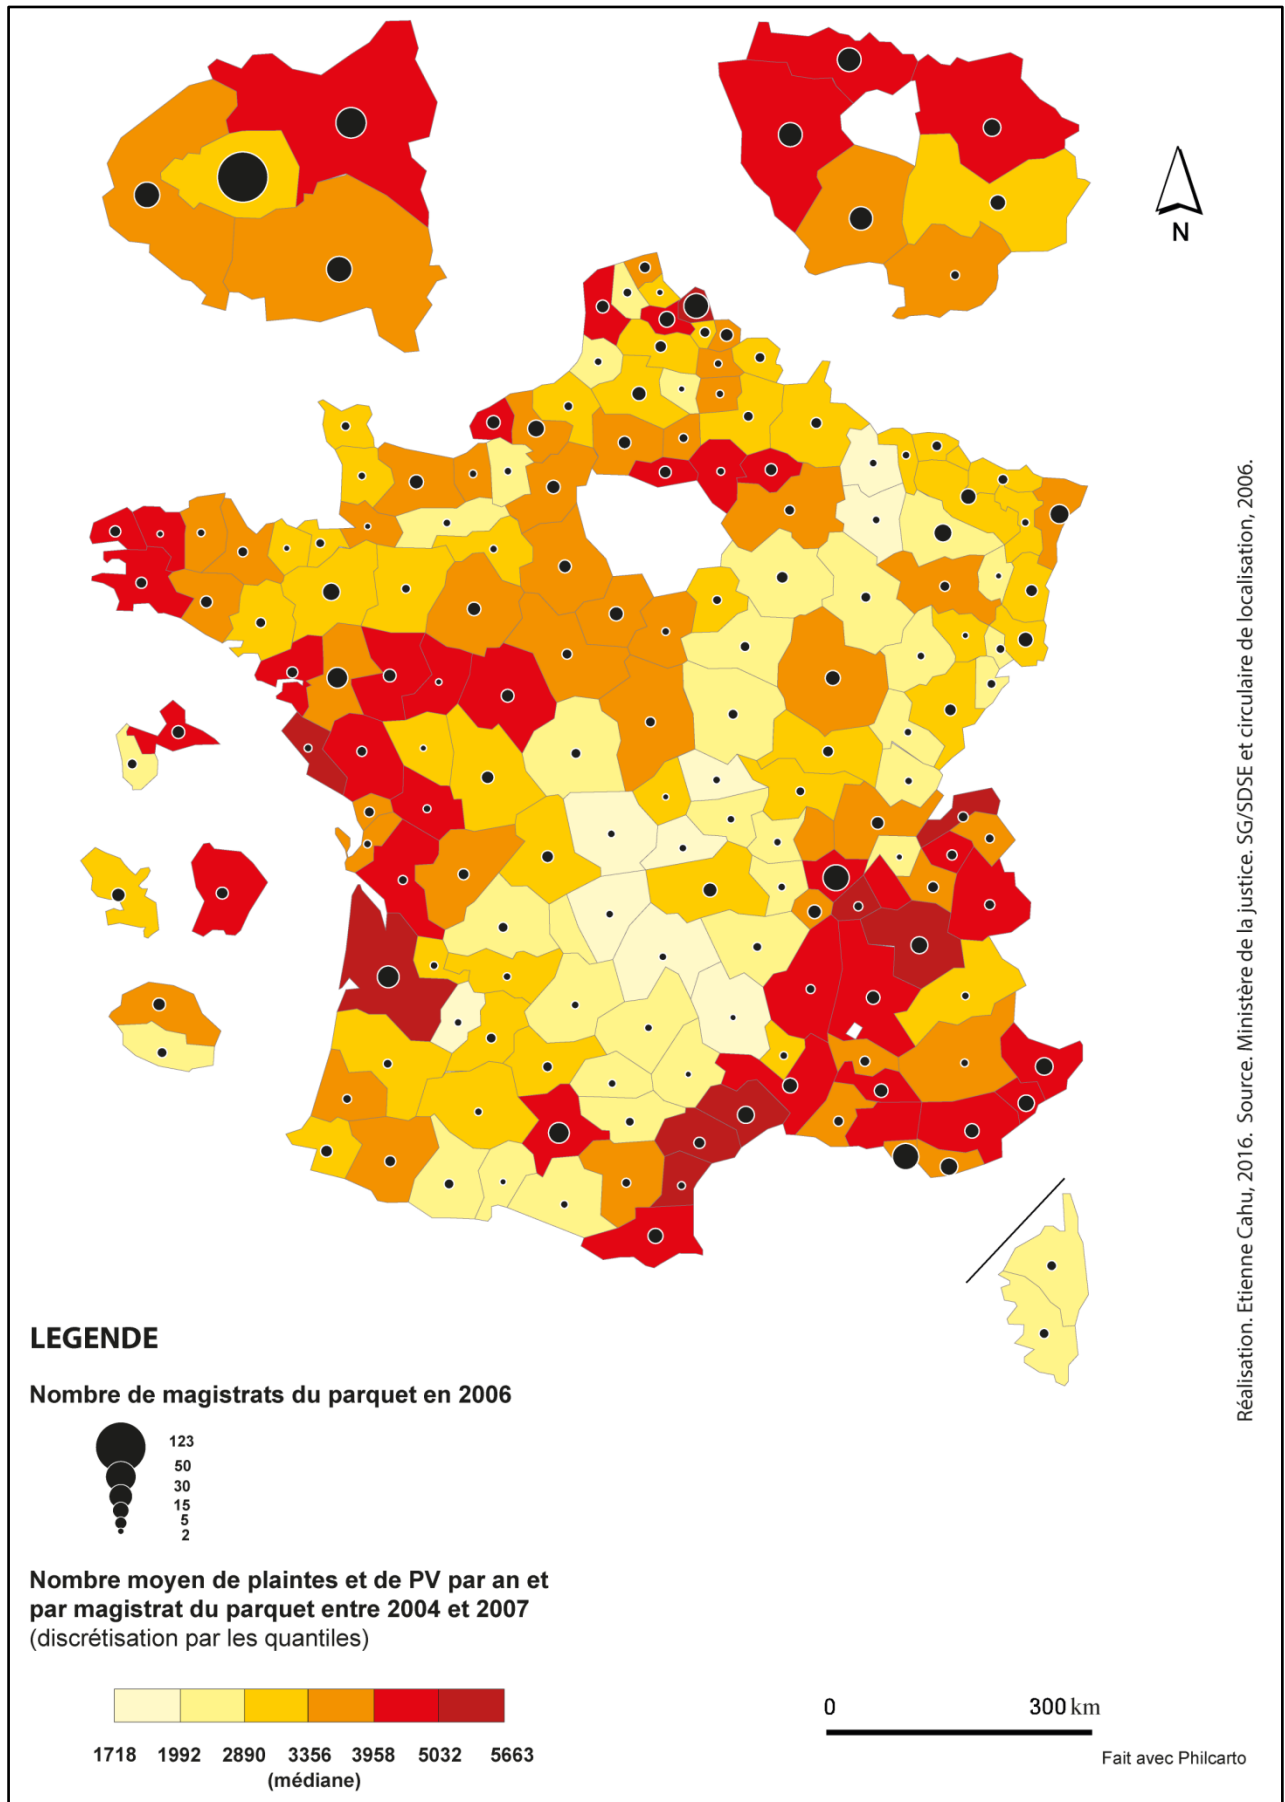 N
Réalisation. Etienne Cahu, 2016. Source. Ministère de la justice. SG/SDSE et circulaire de localisation, 2006.
LEGENDE
Nombre de magistrats du parquet en 2006
123
50
30
15
5
2
Nombre moyen de plaintes et de PV par an et
par magistrat du parquet entre 2004 et 2007
(discrétisation par les quantiles)
1718 1992 2890 3356 3958 5032 5663
(médiane)
0 300 km
Fait avec Philcarto